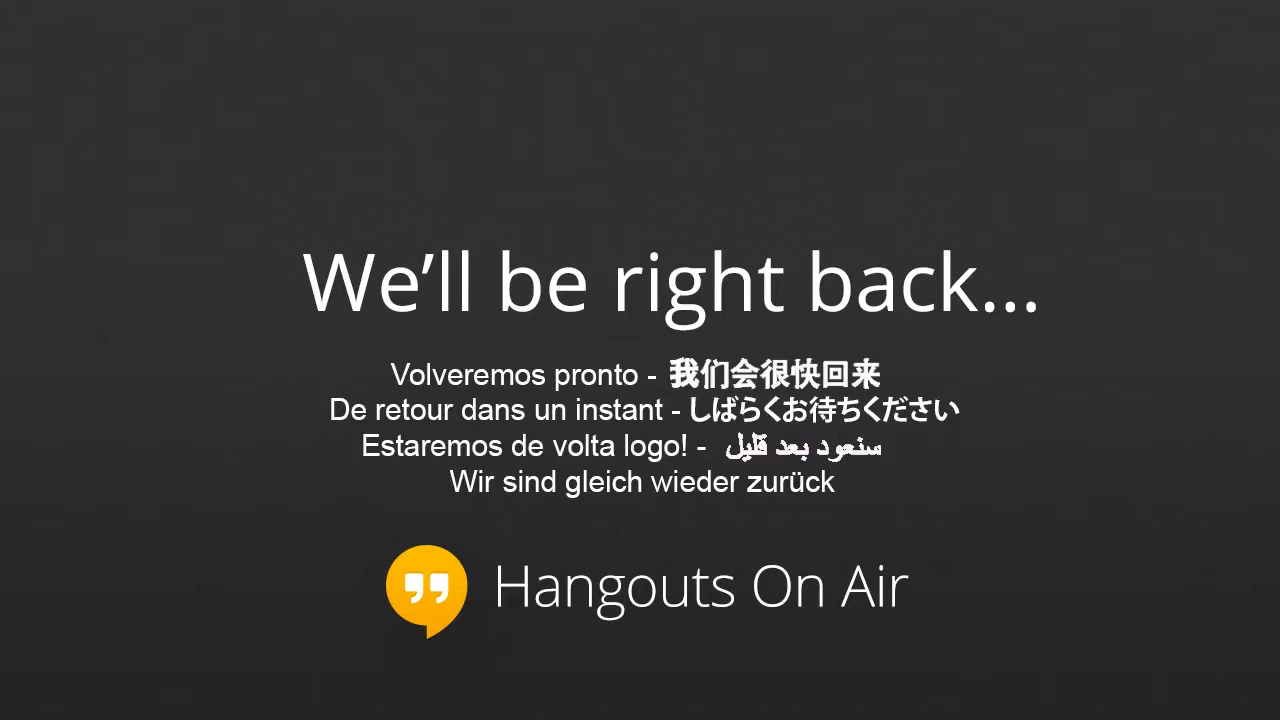 We'll be right back...
Volveremos pronto - 我们会很快回来
De retour dans un instant - しばらくお待ちください
Estaremos de volta logo! - سنعود بعد قليل
Wir sind gleich wieder zurück
Hangouts On Air